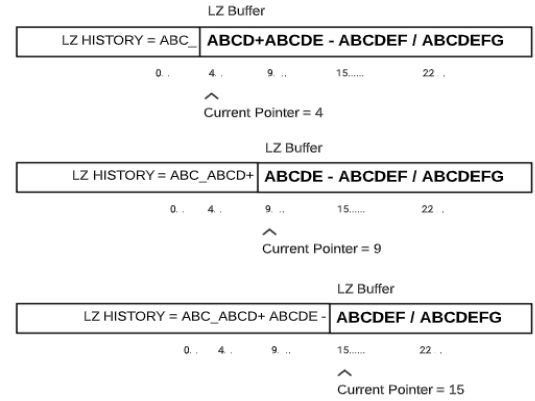 LZ Buffer
LZ HISTORY = ABC_ ABCD+ABCDE - ABCDEF / ABCDEFG
0. . 4. . 9. .. 15...... 22 . .
Current Pointer = 4
LZ Buffer
LZ HISTORY = ABC_ABCD+ ABCDE - ABCDEF / ABCDEFG
0. . 4. . 9. .. 15...... 22 . .
Current Pointer = 9
LZ Buffer
LZ HISTORY = ABC_ABCD+ ABCDE - ABCDEF / ABCDEFG
0. . 4. . 9. .. 15...... 22 . .
Current Pointer = 15